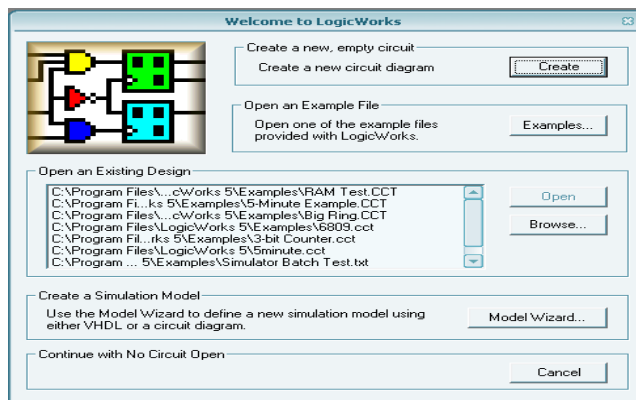 Welcome to LogicWorks
Create a new, empty circuit
Create a new circuit diagram
Create
Open an Example File
Open one of the example files
provided with LogicWorks.
Examples...
Open an Existing Design
C:\Program Files\...cWorks 5\Examples\RAM Test.CCT
C:\Program Fi...ks 5\Examples\5-Minute Example.CCT
C:\Program Files\...cWorks 5\Examples\Big Ring.CCT
C:\Program Files\LogicWorks 5\Examples\6809.cct
C:\Program Fil...rks 5\Examples\3-bit Counter.cct
C:\Program Files\LogicWorks 5\5minute.cct
C:\Program ... 5\Examples\Simulator Batch Test.txt
Open
Browse...
Create a Simulation Model
Use the Model Wizard to define a new simulation model using
either VHDL or a circuit diagram.
Model Wizard...
Continue with No Circuit Open
Cancel